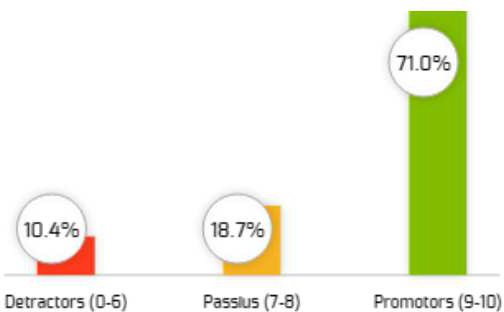 71.0%
10.4%
18.7%
Detractors (0-6)
Passius (7-8)
Promotors (9-10)